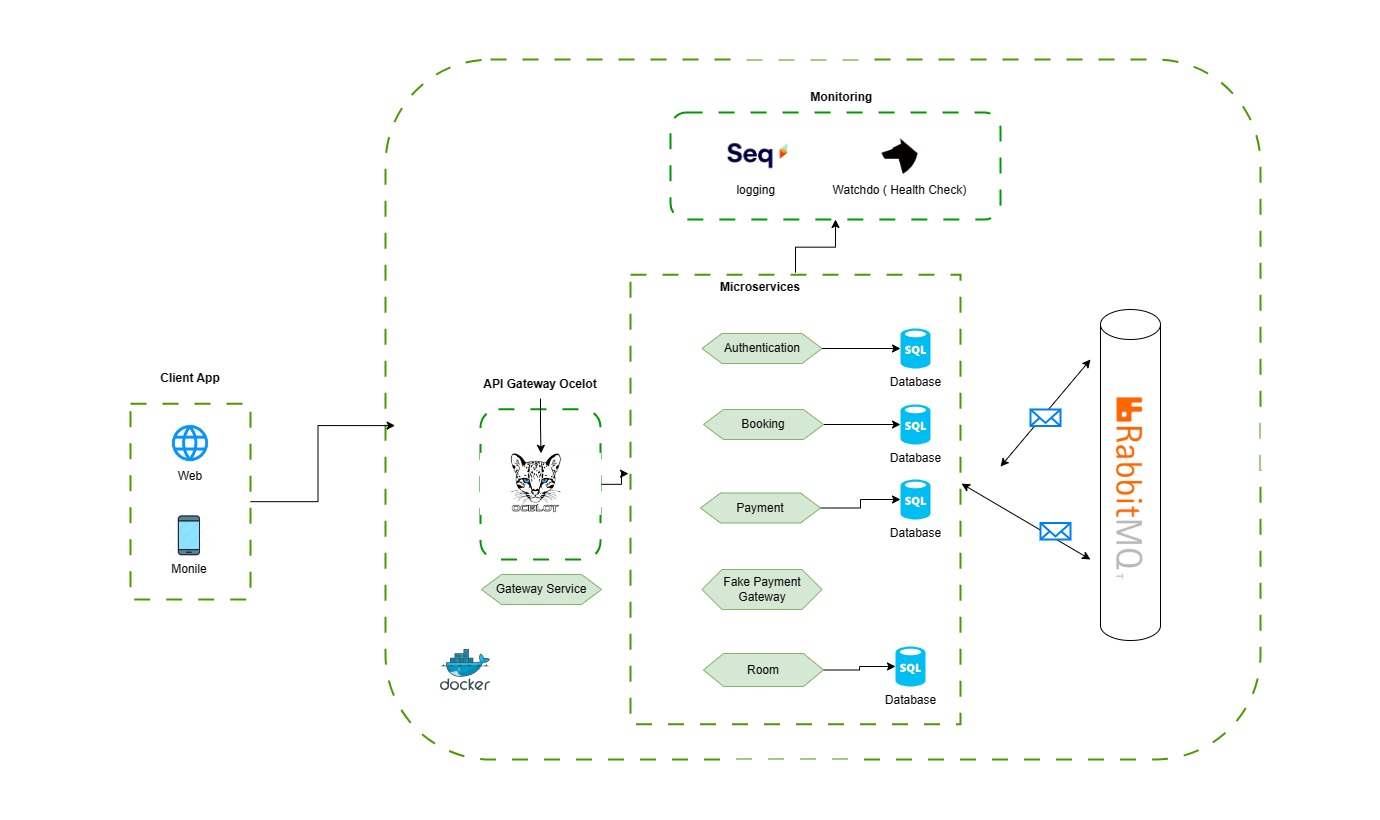 Monitoring
Seq
logging
Watchdo ( Health Check)
Microservices
Authentication
SQL
Database
Client App
Web
Monile
API Gateway Ocelot
OCELOT
Gateway Service
Booking
SQL
Database
Payment
SQL
Database
Fake Payment
Gateway
Room
SQL
Database
docker
RabbitMQ
T